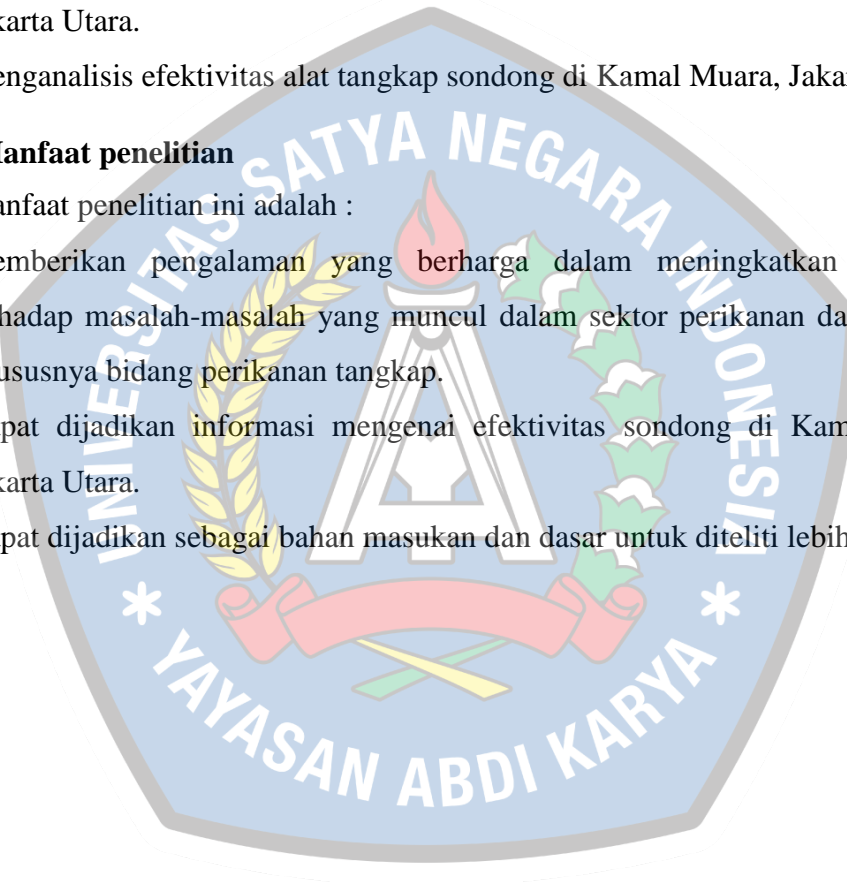 karta Utara.
enganalisis efektivitas alat tangkap sondong di Kamal Muara, Jaka
Manfaat penelitian
anfaat penelitian ini adalah :
emberikan pengalaman yang berharga dalam meningkatkan
hadap masalah-masalah yang muncul dalam sektor perikanan da
ususnya bidang perikanan tangkap.
pat dijadikan informasi mengenai efektivitas sondong di Kam
karta Utara.
pat dijadikan sebagai bahan masukan dan dasar untuk diteliti lebih
UNIVERSITAS SATYA NEGARA INDONESIA
* YAYASAN ABDI KARYA *